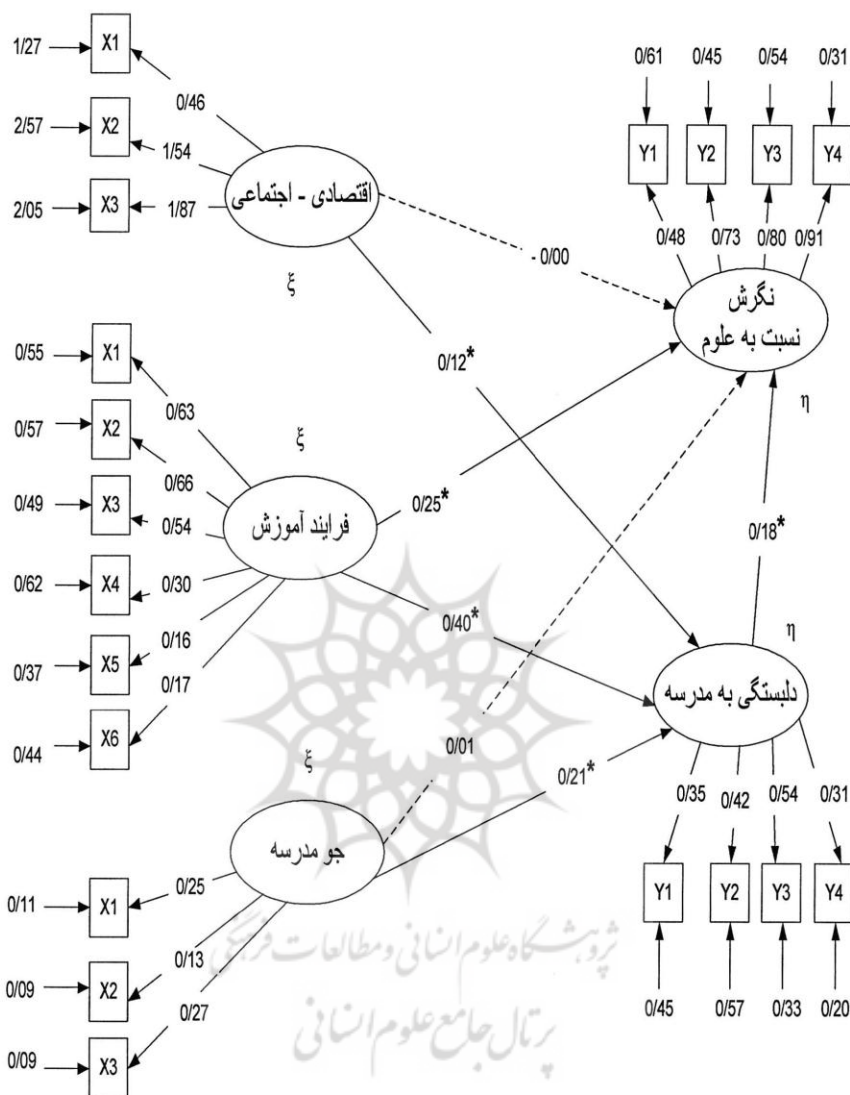 1/27
X1
0/46
2/57
X2
1/54
2/05
X3
1/87
اقتصادی - اجتماعی
ξ
0/61
0/45
0/54
0/31
Y1
Y2
Y3
Y4
0/48
0/73
0/80
0/91
نگرش
نسبت به علوم
η
- 0/00
0/12*
0/55
X1
0/63
0/57
X2
0/66
0/49
X3
0/54
0/62
X4
0/30
0/37
X5
0/16
0/44
X6
0/17
ξ
فرایند آموزش
0/25*
0/40*
0/18*
η
دلبستگی به مدرسه
0/01
0/21*
ξ
جو مدرسه
0/11
X1
0/25
0/09
X2
0/13
0/09
X3
0/27
0/35
0/42
0/54
0/31
Y1
Y2
Y3
Y4
0/45
0/57
0/33
0/20
پژوهشگاه علوم انسانی و مطالعات فرهنگی
پرتال جامع علوم انسانی